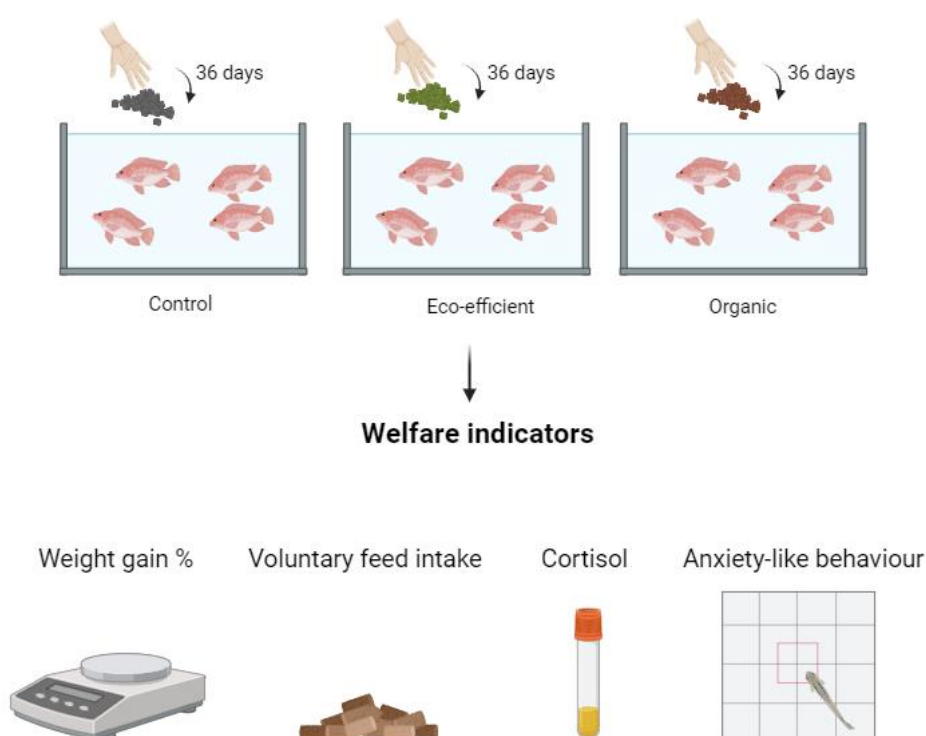 36 days
36 days
36 days
Control
Eco-efficient
Organic
Welfare indicators
Weight gain %
Voluntary feed intake
Cortisol
Anxiety-like behaviour